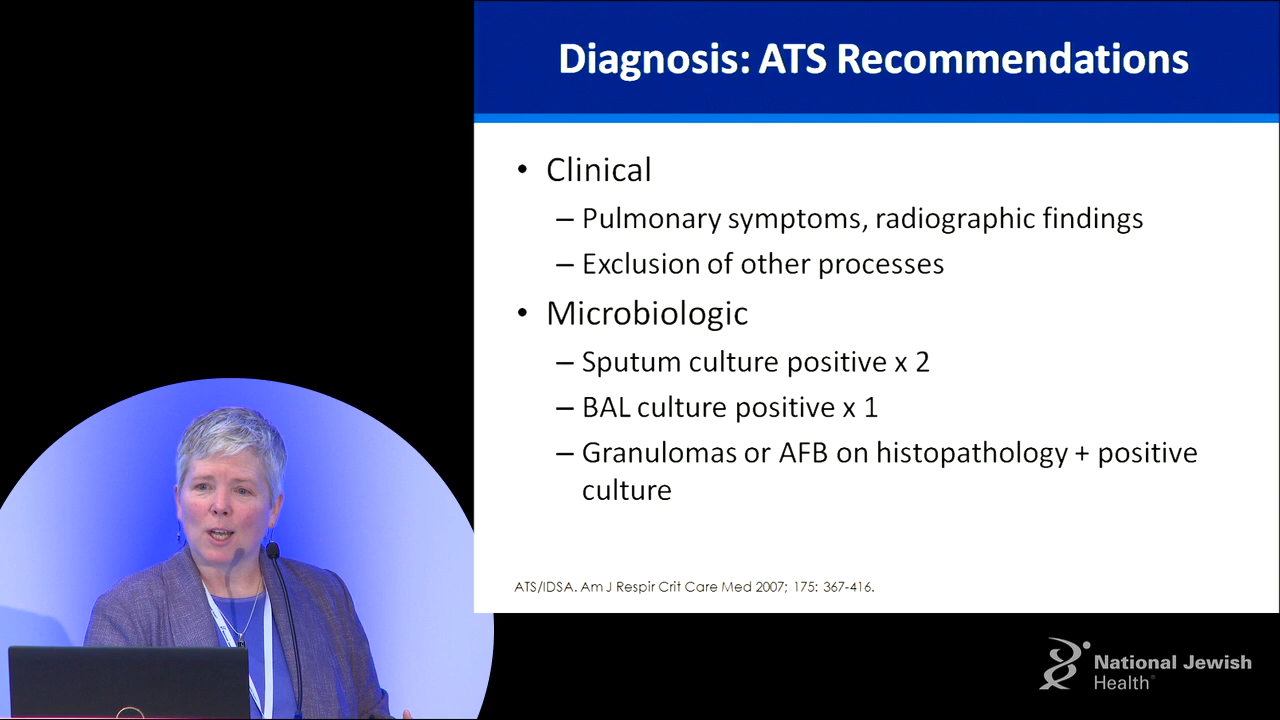 Diagnosis: ATS Recommendations
• Clinical
– Pulmonary symptoms, radiographic findings
– Exclusion of other processes
• Microbiologic
– Sputum culture positive x 2
– BAL culture positive x 1
– Granulomas or AFB on histopathology + positive
culture
ATS/IDSA. Am J Respir Crit Care Med 2007; 175: 367-416.
National Jewish
Health®